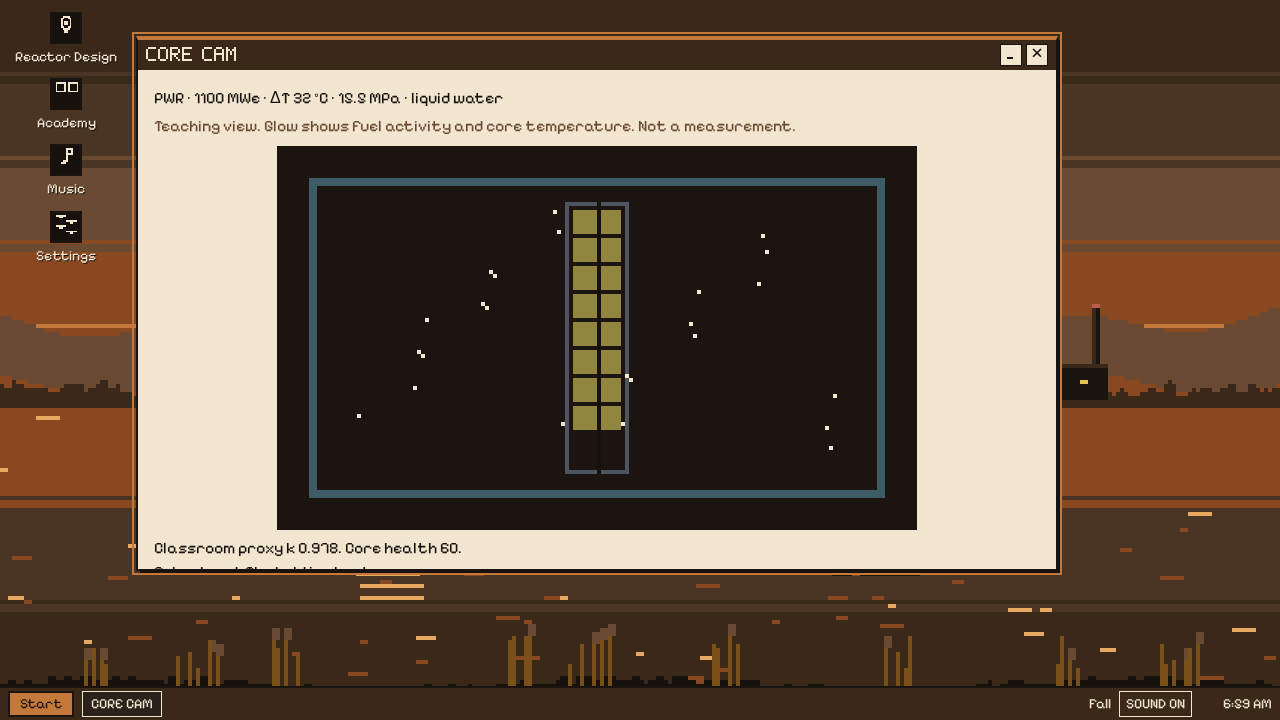 Reactor Design
Academy
Music
Settings
CORE CAM
PWR · 1100 MWe · ΔT 32 °C · 15.5 MPa · liquid water
Teaching view. Glow shows fuel activity and core temperature. Not a measurement.
Classroom proxy k 0.978. Core health 60.
Start
CORE CAM
Fall
SOUND ON
6:59 AM